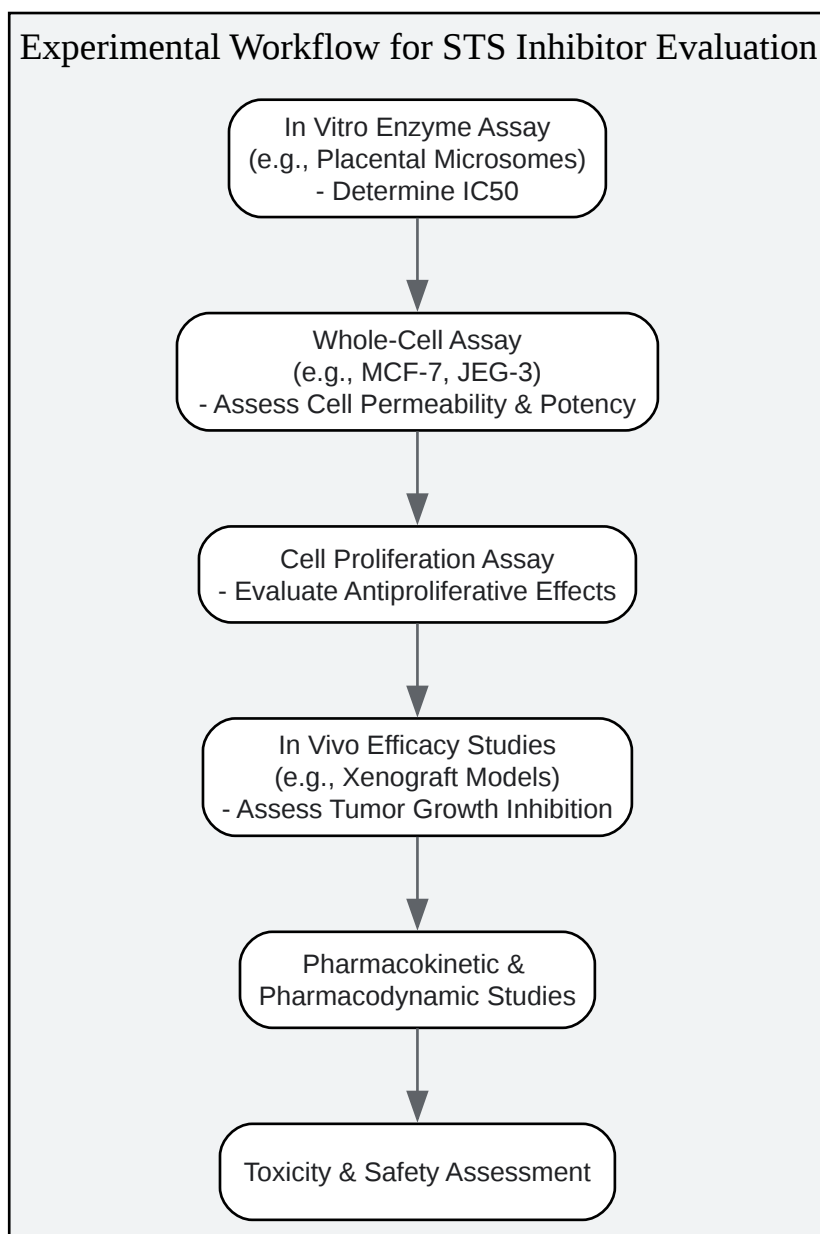 Experimental Workflow for STS Inhibitor Evaluation
In Vitro Enzyme Assay
(e.g., Placental Microsomes)
- Determine IC50
Whole-Cell Assay
(e.g., MCF-7, JEG-3)
- Assess Cell Permeability & Potency
Cell Proliferation Assay
- Evaluate Antiproliferative Effects
In Vivo Efficacy Studies
(e.g., Xenograft Models)
- Assess Tumor Growth Inhibition
Pharmacokinetic &
Pharmacodynamic Studies
Toxicity & Safety Assessment